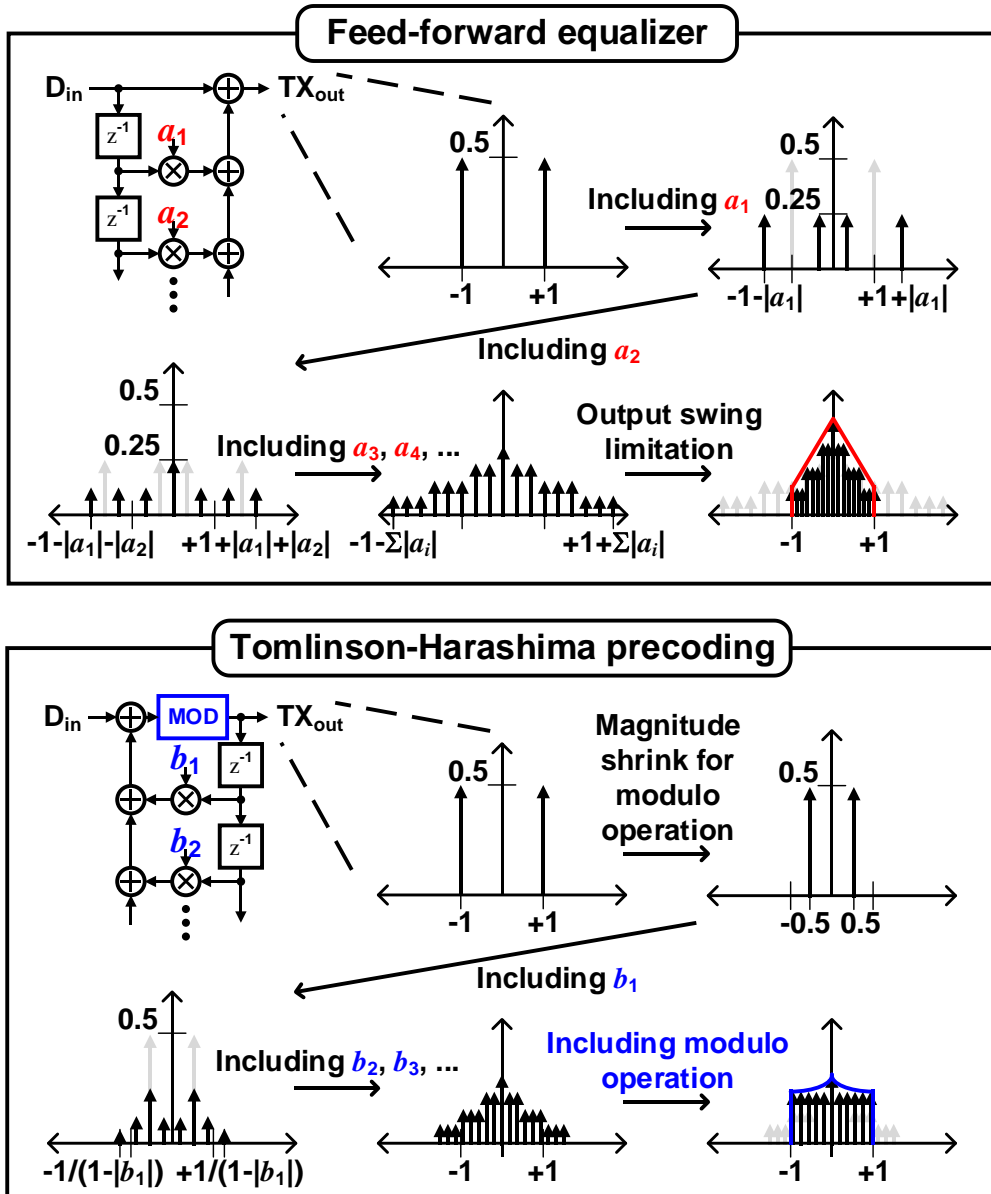 Feed-forward equalizer
D_in
TX_out
z⁻¹
a₁
z⁻¹
a₂
0.5
-1
+1
Including a₁
0.5
0.25
-1-|a₁|
+1+|a₁|
Including a₂
0.5
0.25
-1-|a₁|-|a₂|
+1+|a₁|+|a₂|
Including a₃, a₄, ...
-1-Σ|aᵢ|
+1+Σ|aᵢ|
Output swing
limitation
-1
+1
Tomlinson-Harashima precoding
D_in
MOD
TX_out
z⁻¹
b₁
z⁻¹
b₂
0.5
-1
+1
Magnitude
shrink for
modulo
operation
0.5
-0.5
0.5
Including b₁
0.5
-1/(1-|b₁|)
+1/(1-|b₁|)
Including b₂, b₃, ...
-1
+1
Including modulo
operation
-1
+1